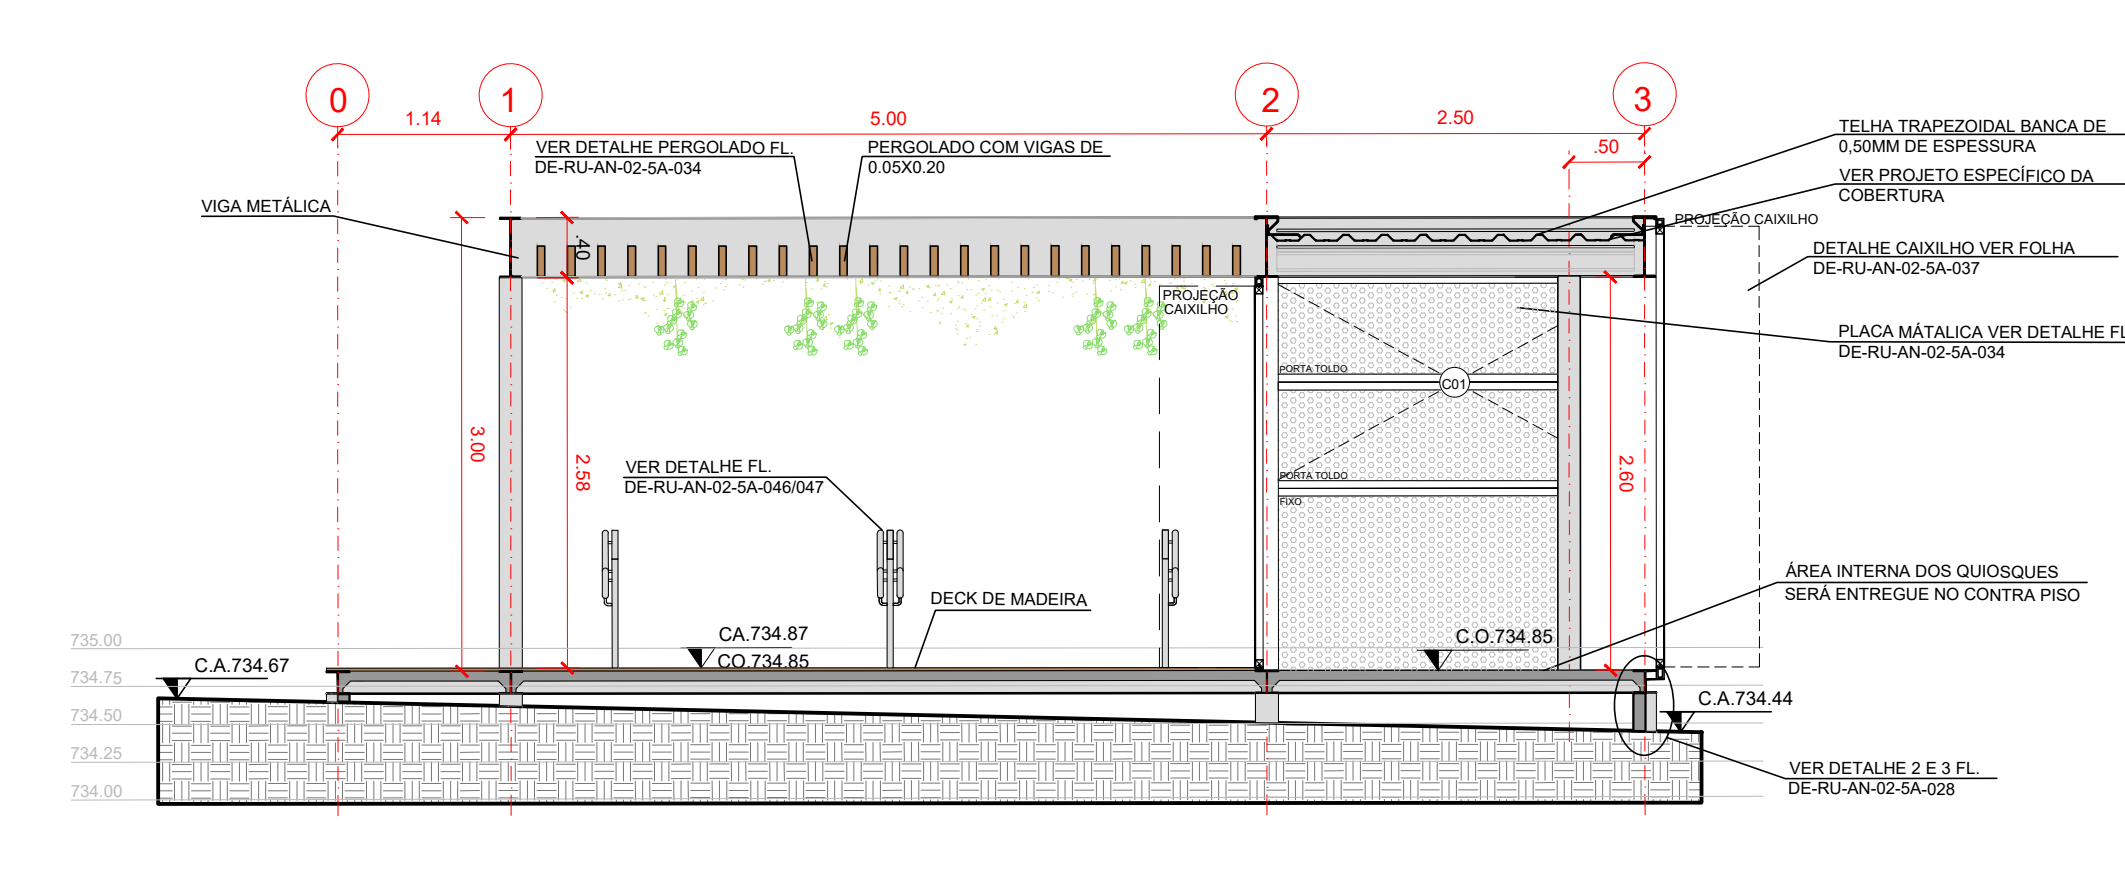 0
1
2
3
1.14
5.00
2.50
.50
TELHA TRAPEZOIDAL BANCA DE
0,50MM DE ESPESSURA
VER DETALHE PERGOLADO FL.
DE-RU-AN-02-5A-034
PERGOLADO COM VIGAS DE
0.05X0.20
VER PROJETO ESPECÍFICO DA
COBERTURA
VIGA METÁLICA
PROJEÇÃO CAIXILHO
.40
DETALHE CAIXILHO VER FOLHA
DE-RU-AN-02-5A-037
PROJEÇÃO
CAIXILHO
PLACA MÁTALICA VER DETALHE FL
DE-RU-AN-02-5A-034
PORTA TOLDO
C01
3.00
2.58
2.60
VER DETALHE FL.
DE-RU-AN-02-5A-046/047
PORTA TOLDO
FIXO
ÁREA INTERNA DOS QUIOSQUES
SERÁ ENTREGUE NO CONTRA PISO
DECK DE MADEIRA
735.00
CA.734.87
CO.734.85
C.O.734.85
C.A.734.67
734.75
C.A.734.44
734.50
734.25
734.00
VER DETALHE 2 E 3 FL.
DE-RU-AN-02-5A-028